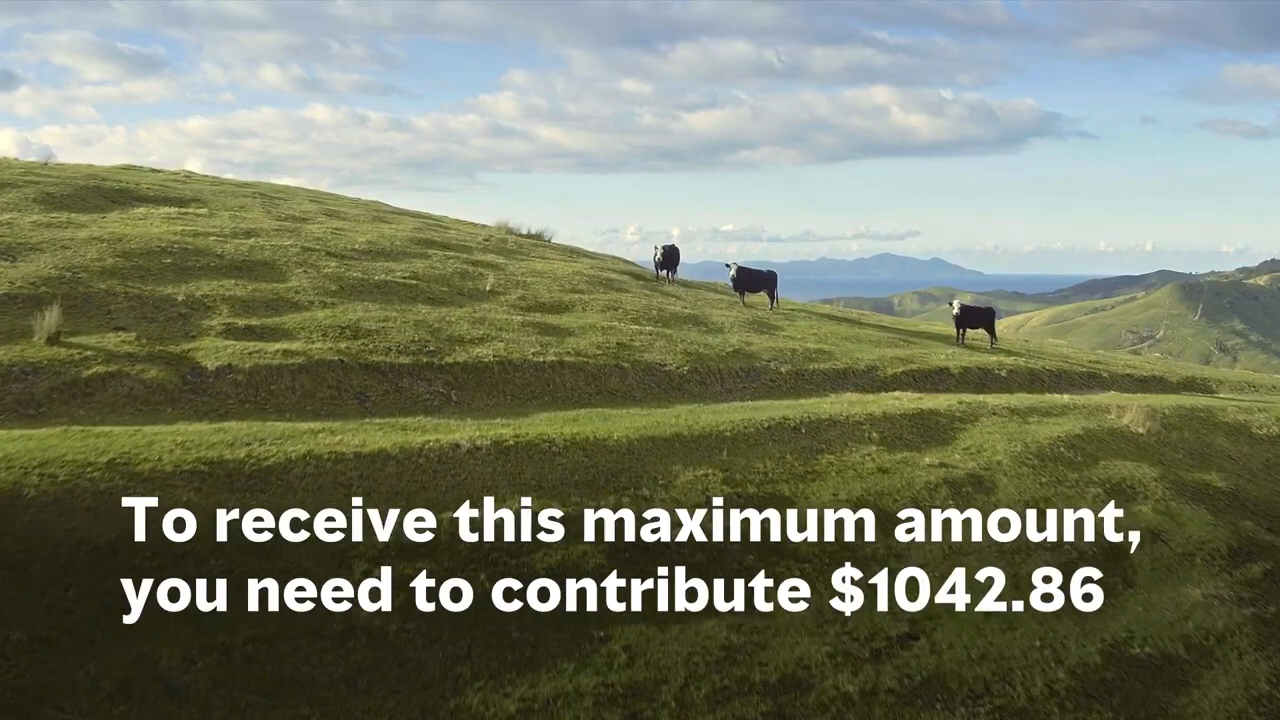 To receive this maximum amount,
you need to contribute $1042.86